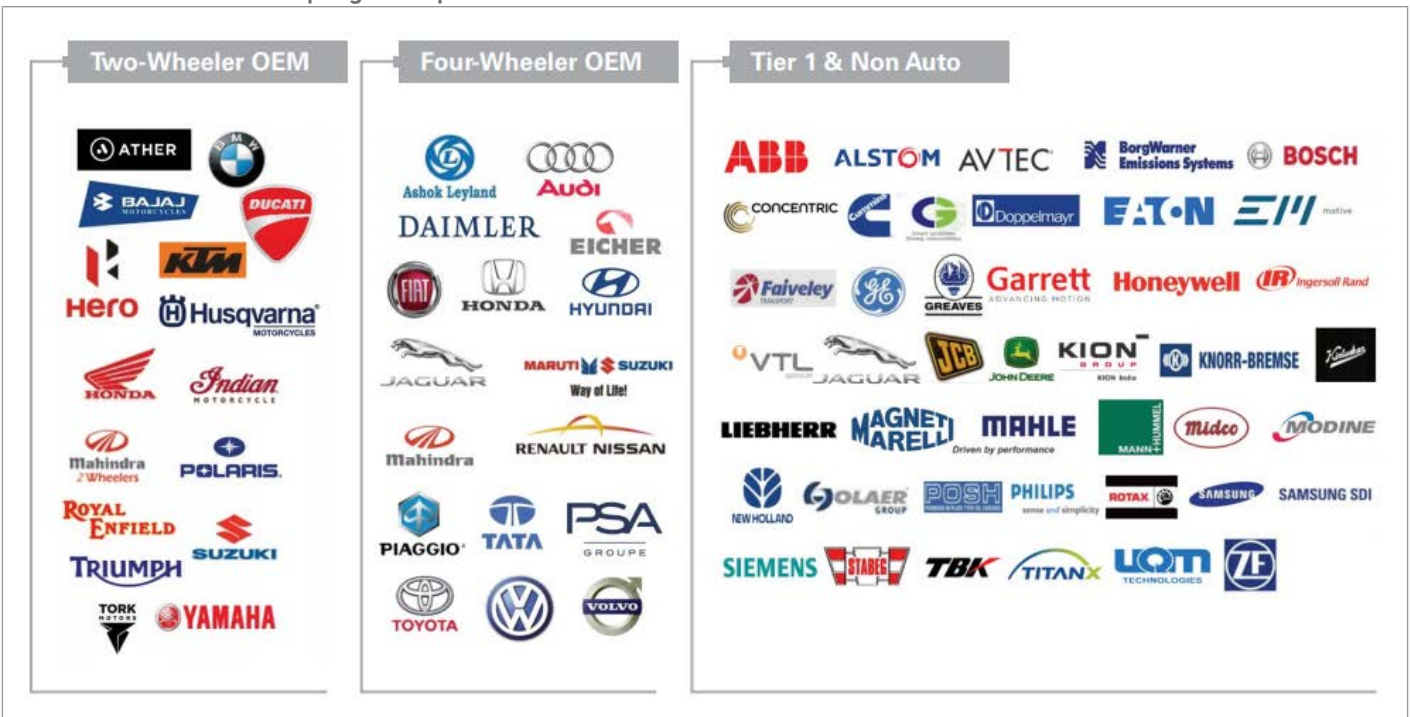 Two-Wheeler OEM
ATHER
BMW
BAJAJ
MOTORCYCLES
DUCATI
KTM
Hero
Husqvarna®
MOTORCYCLES
HONDA
Indian
MOTORCYCLE
Mahindra
2 Wheelers
POLARIS.
ROYAL
ENFIELD
SUZUKI
TRIUMPH
TORK
MOTORS
YAMAHA
Four-Wheeler OEM
Ashok Leyland
Audi
DAIMLER
EICHER
FIAT
HONDA
HYUNDAI
JAGUAR
MARUTI SUZUKI
Way of Life!
Mahindra
RENAULT NISSAN
PIAGGIO®
TATA
PSA
GROUPE
TOYOTA
VW
VOLVO
Tier 1 & Non Auto
ABB
ALSTOM
AVTEC
BorgWarner
Emissions Systems
BOSCH
CONCENTRIC
Cummins
CG
Doppelmayr
EATON
EM motive
Faiveley
TRANSPORT
GE
GREAVES
Garrett
ADVANCING MOTION
Honeywell
IR Ingersoll Rand
VTL
GROUP
JAGUAR
JCB
JOHN DEERE
KION
GROUP
KION India
KNORR-BREMSE
Kirloskar
LIEBHERR
MAGNETI
MARELLI
MAHLE
Driven by performance
MANN+HUMMEL
midco
MODINE
NEW HOLLAND
OLAER
GROUP
POSH
PHILIPS
sense and simplicity
ROTAX
SAMSUNG
SAMSUNG SDI
SIEMENS
STABEG
TBK
TITANX
UQM
TECHNOLOGIES
ZF